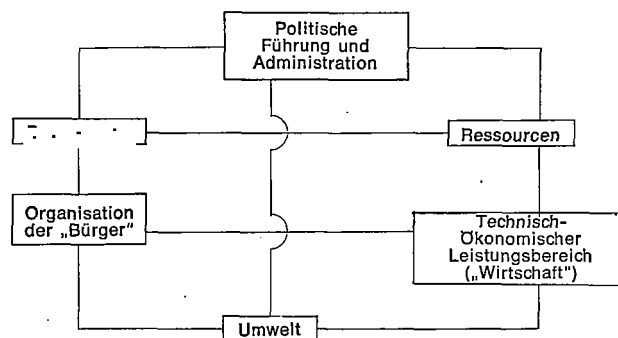 Politische
Führung und
Administration
Ressourcen
Organisation
der „Bürger"
Technisch-
Ökonomischer
Leistungsbereich
(„Wirtschaft")
Umwelt